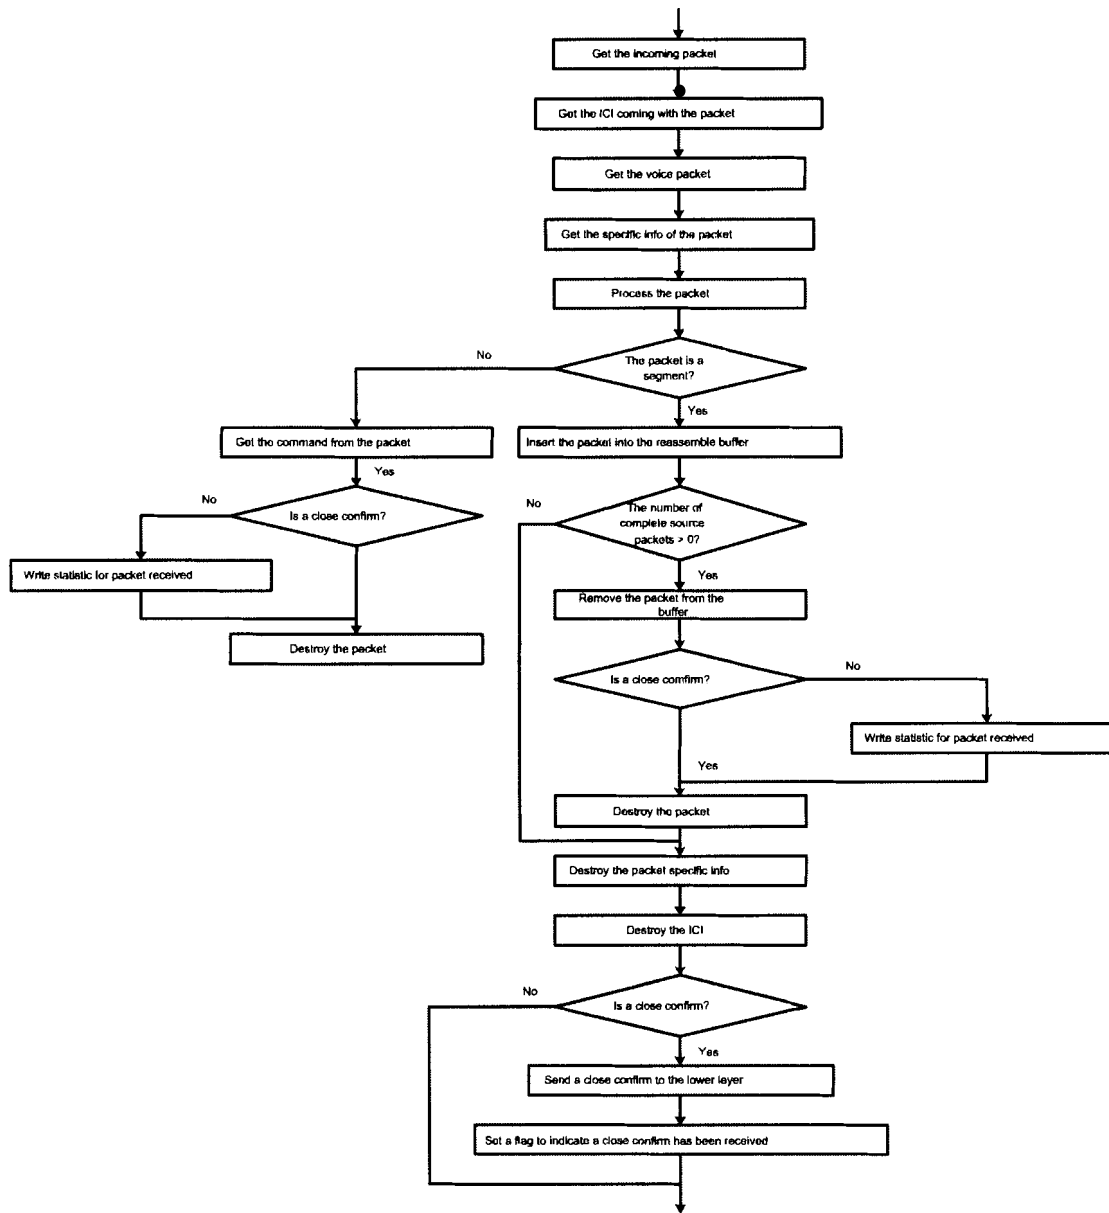 Get the incoming packet
Get the ICI coming with the packet
Get the voice packet
Get the specific info of the packet
Process the packet
The packet is a
segment?
No
Yes
Get the command from the packet
Insert the packet into the reassemble buffer
Yes
No
Is a close confirm?
No
The number of
complete source
packets > 0?
Write statistic for packet received
Yes
Remove the packet from the
buffer
Destroy the packet
Is a close comfirm?
No
Write statistic for packet received
Yes
Destroy the packet
Destroy the packet specific info
Destroy the ICI
No
Is a close confirm?
Yes
Send a close confirm to the lower layer
Set a flag to indicate a close confirm has been received